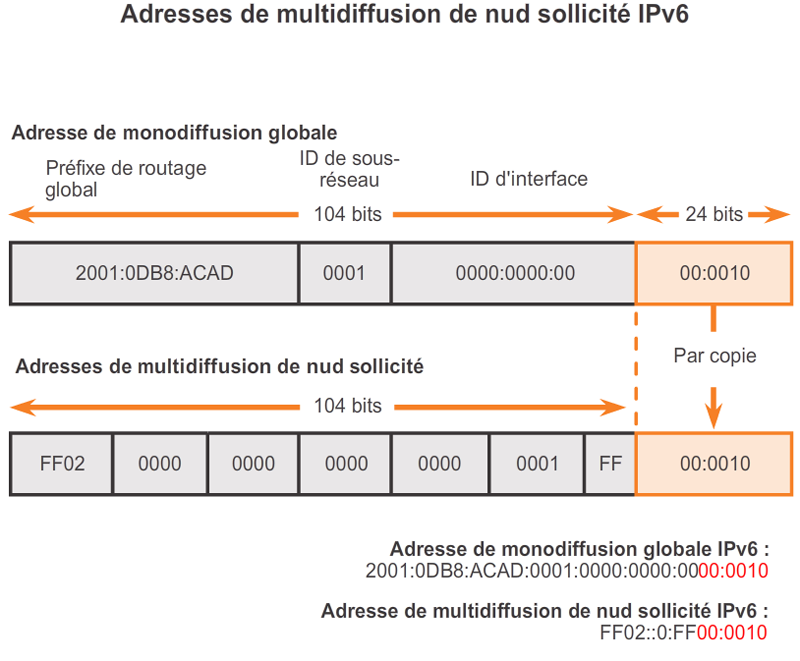 Adresses de multidiffusion de nud sollicité IPv6
Adresse de monodiffusion globale
Préfixe de routage
global
ID de sous-
réseau
ID d'interface
104 bits
24 bits
2001:0DB8:ACAD
0001
0000:0000:00
00:0010
Par copie
Adresses de multidiffusion de nud sollicité
104 bits
FF02
0000
0000
0000
0000
0001
FF
00:0010
Adresse de monodiffusion globale IPv6 :
2001:0DB8:ACAD:0001:0000:0000:0000:0010
Adresse de multidiffusion de nud sollicité IPv6 :
FF02::0:FF00:0010